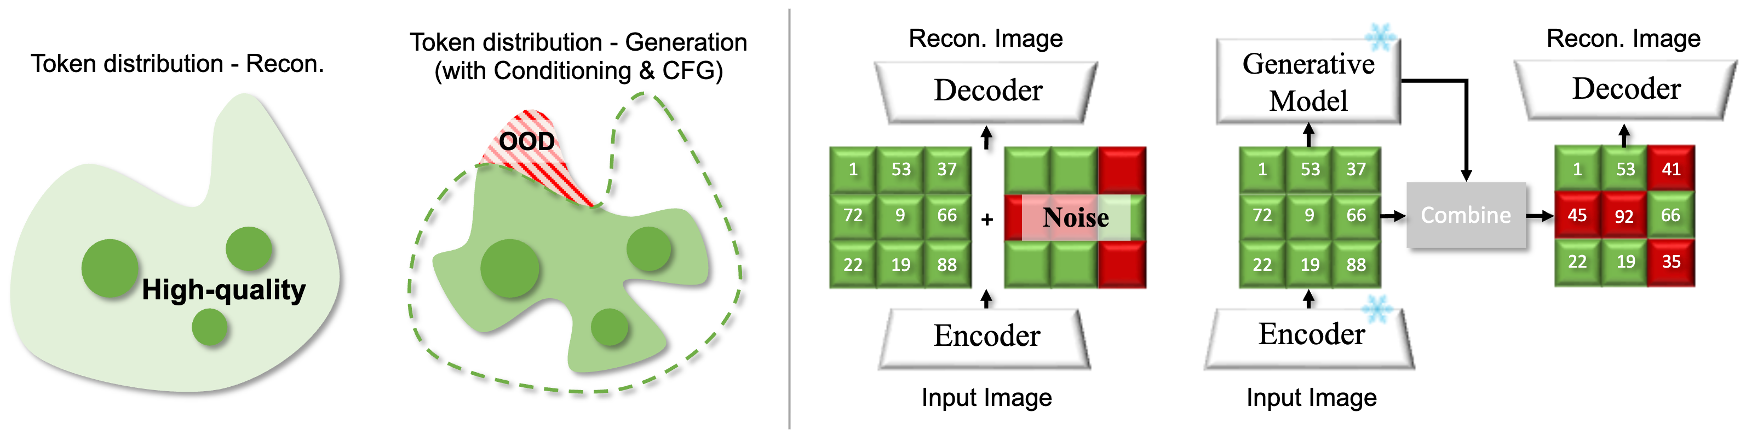 Token distribution - Recon.
High-quality
Token distribution - Generation
(with Conditioning & CFG)
OOD
Recon. Image
Decoder
1 53 37
72 9 66
22 19 88
+
Noise
Encoder
Input Image
Generative
Model
1 53 37
72 9 66
22 19 88
Encoder
Input Image
Combine
Recon. Image
Decoder
1 53 41
45 92 66
22 19 35